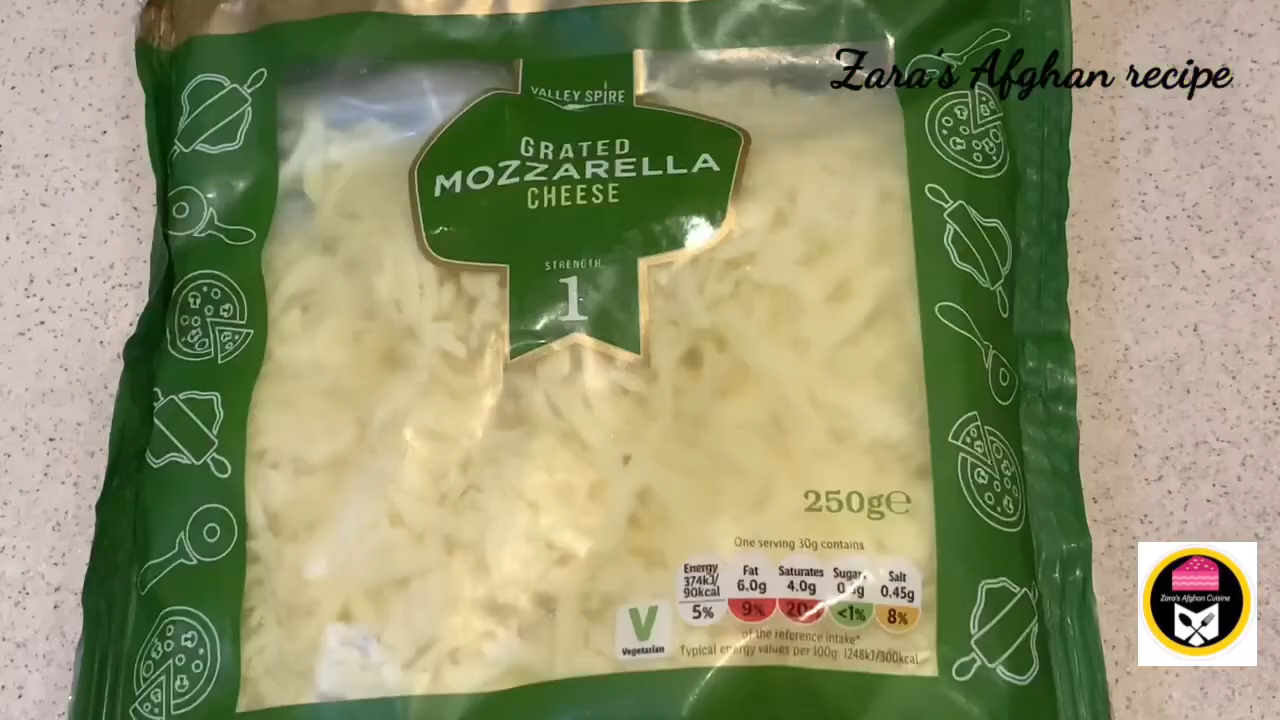 Zara's Afghan recipe
VALLEY SPIRE
GRATED
MOZZARELLA
CHEESE
STRENGTH
1
250g℮
One serving 30g contains
Energy
374kJ/
90kcal
5%
Fat
6.0g
9%
Saturates
4.0g
20%
Sugars
<1%
Salt
0.45g
8%
of the reference intake*
Typical energy values per 100g: 1248kJ/300kcal
V
Vegetarian
Zara's Afghan Cuisine